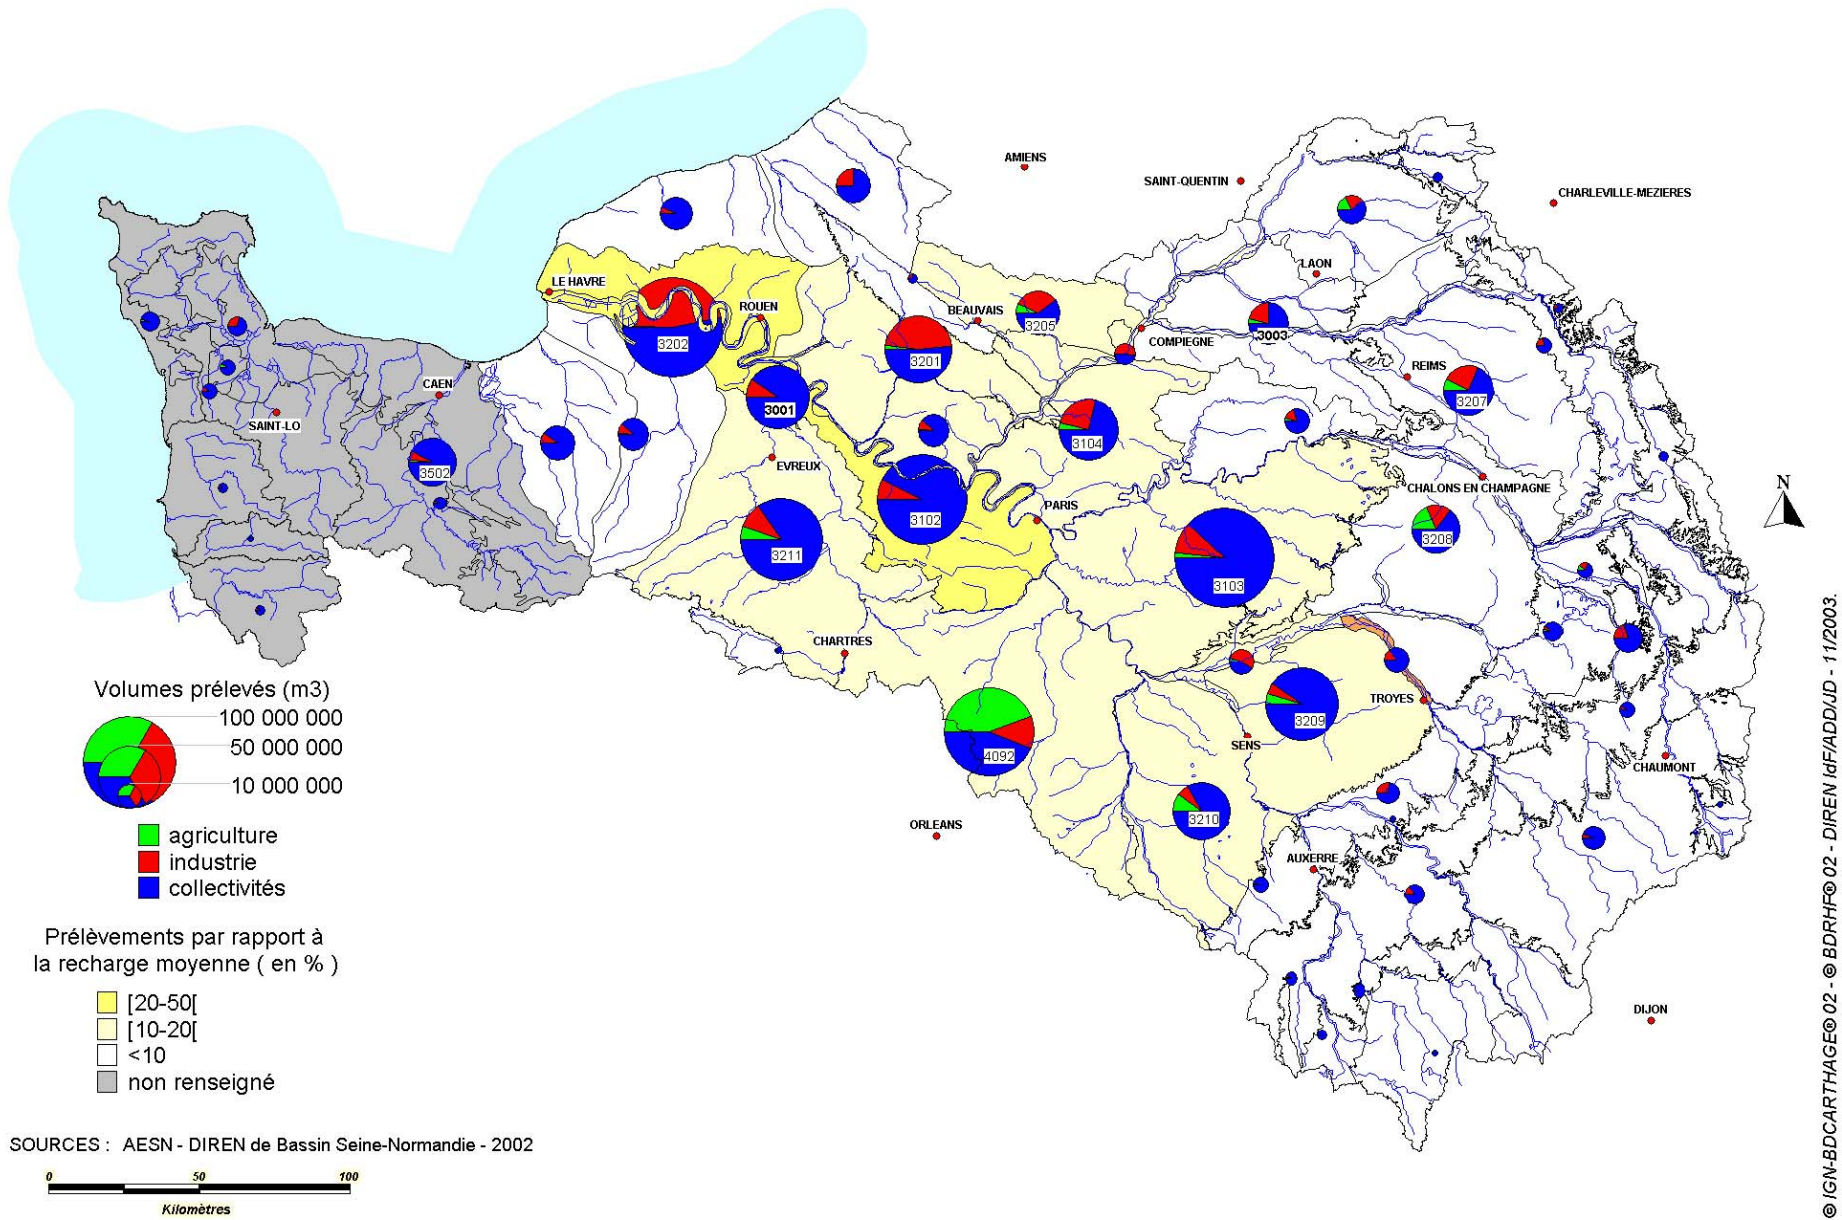 AMIENS
SAINT-QUENTIN
CHARLEVILLE-MEZIERES
LAON
LE HAVRE
ROUEN
BEAUVAIS
3205
3003
COMPIEGNE
3202
3201
REIMS
CAEN
3207
SAINT-LO
3001
3104
3502
EVREUX
CHALONS EN CHAMPAGNE
N
PARIS
3102
3208
3211
3103
CHARTRES
TROYES
3209
SENS
4092
CHAUMONT
3210
ORLEANS
AUXERRE
DIJON
Volumes prélevés (m3)
100 000 000
50 000 000
10 000 000
agriculture
industrie
collectivités
Prélèvements par rapport à
la recharge moyenne ( en % )
[20-50[
[10-20[
<10
non renseigné
SOURCES : AESN - DIREN de Bassin Seine-Normandie - 2002
0 50 100
Kilomètres
© IGN-BDCARTHAGE® 02 - © BDRHF® 02 - DIREN IdF/ADD/JD - 11/2003.